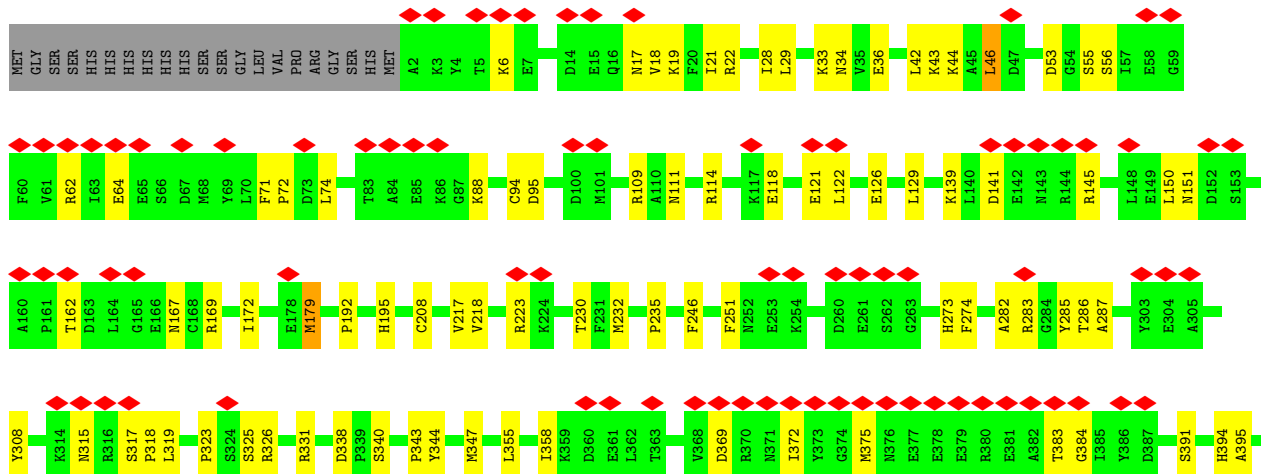 MET GLY SER SER HIS HIS HIS HIS HIS HIS SER SER GLY LEU VAL PRO ARG GLY SER HIS MET A2 K3 Y4 T5 K6 E7 D14 E15 Q16 N17 V18 K19 F20 I21 R22 I28 L29 K33 N34 V35 E36 L42 K43 K44 A45 L46 D47 D53 G54 S55 S56 I57 E58 G59
F60 V61 R62 I63 E64 E65 S66 D67 M68 Y69 L70 F71 P72 D73 L74 T83 A84 E85 K86 G87 K88 C94 D95 D100 M101 R109 A110 N111 R114 K117 E118 E121 L122 E126 L129 K139 L140 D141 E142 N143 R144 R145 L148 E149 L150 N151 D152 S153
A160 P161 T162 D163 L164 G165 E166 N167 C168 R169 I172 E178 M179 P192 H195 C208 V217 V218 R223 K224 T230 F231 M232 P235 F246 F251 N252 E253 K254 D260 E261 S262 G263 H273 F274 A282 R283 G284 Y285 T286 A287 Y303 E304 A305
Y308 K314 N315 R316 S317 P318 L319 P323 S324 S325 R326 R331 D338 P339 S340 P343 Y344 M347 L355 I358 K359 D360 E361 L362 T363 V368 D369 R370 N371 I372 Y373 G374 M375 N376 E377 E378 E379 R380 E381 A382 T383 G384 I385 Y386 D387 S391 H394 A395